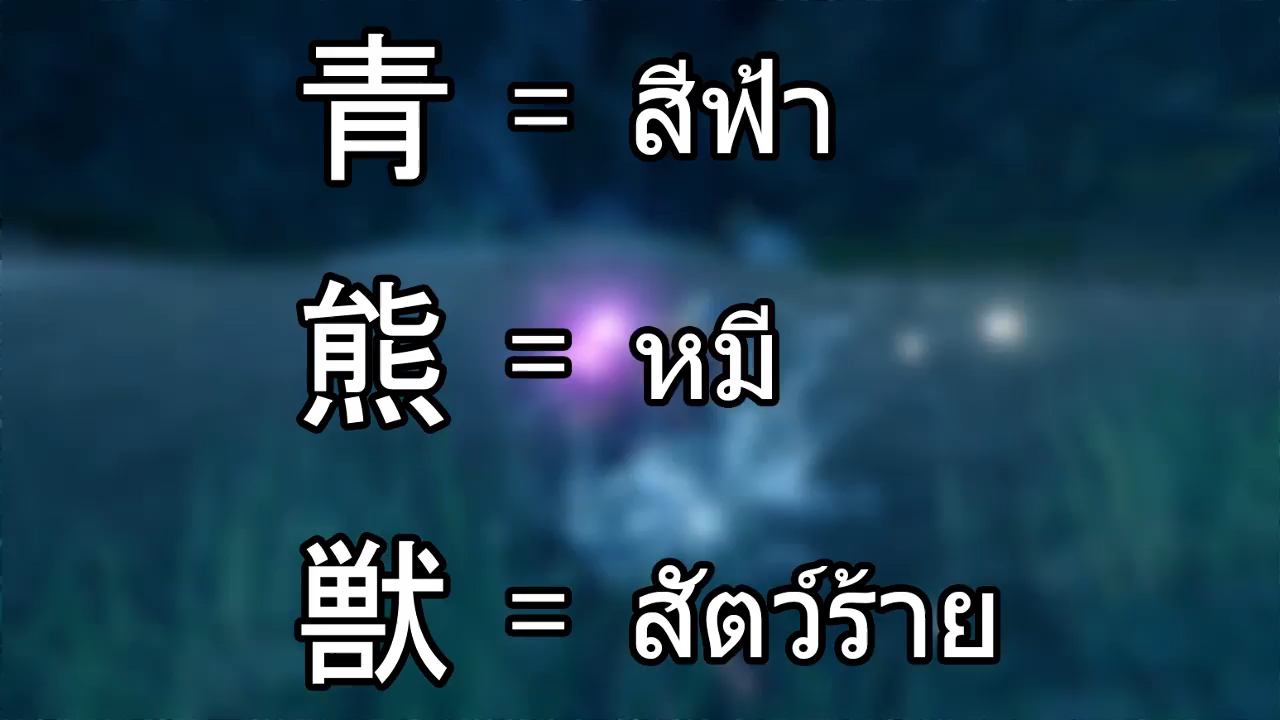 青 = สีฟ้า
熊 = หมี
獣 = สัตว์ร้าย